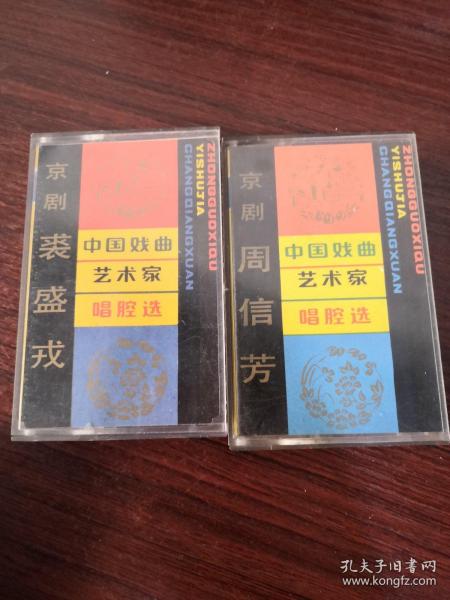 京剧 裘盛戎
中国戏曲
艺术家
唱腔选
ZHONGGUOXIQU
YISHUJIA
CHANGQIANGXUAN
京剧 周信芳
中国戏曲
艺术家
唱腔选
ZHONGGUOXIQU
YISHUJIA
CHANGQIANGXUAN
孔夫子旧书网
www.kongfz.com